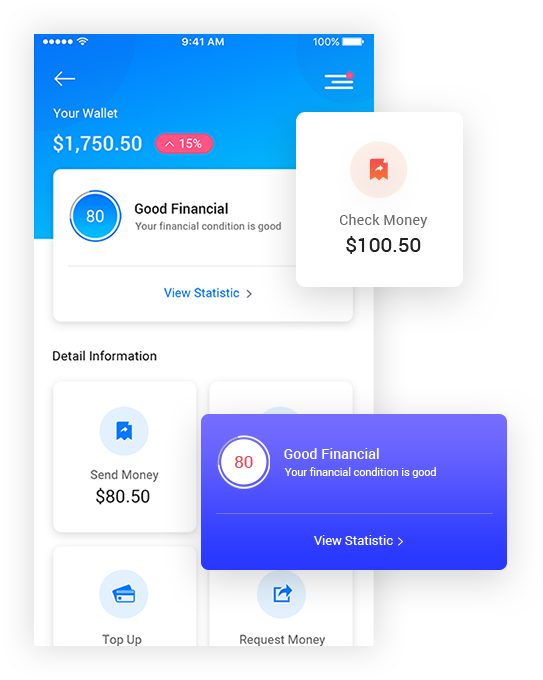 9:41 AM
100%
Your Wallet
$1,750.50
15%
80
Good Financial
Your financial condition is good
View Statistic
Check Money
$100.50
Detail Information
Send Money
$80.50
80
Good Financial
Your financial condition is good
View Statistic
Top Up
Request Money